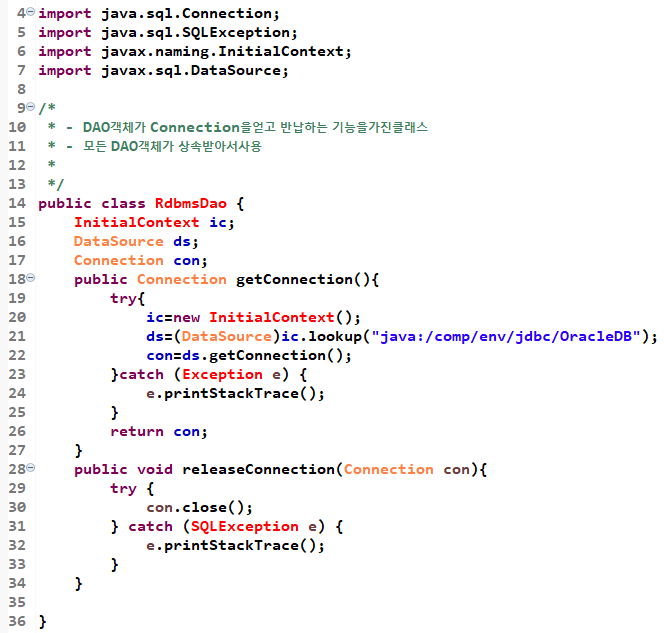 4 import java.sql.Connection;
5 import java.sql.SQLException;
6 import javax.naming.InitialContext;
7 import javax.sql.DataSource;
8
9 /*
10 * - DAO객체가 Connection을얻고 반납하는 기능을가진클래스
11 * - 모든 DAO객체가 상속받아서사용
12 *
13 */
14 public class RdbmsDao {
15 InitialContext ic;
16 DataSource ds;
17 Connection con;
18 public Connection getConnection(){
19 try{
20 ic=new InitialContext();
21 ds=(DataSource)ic.lookup("java:/comp/env/jdbc/OracleDB");
22 con=ds.getConnection();
23 }catch (Exception e) {
24 e.printStackTrace();
25 }
26 return con;
27 }
28 public void releaseConnection(Connection con){
29 try {
30 con.close();
31 } catch (SQLException e) {
32 e.printStackTrace();
33 }
34 }
35
36 }